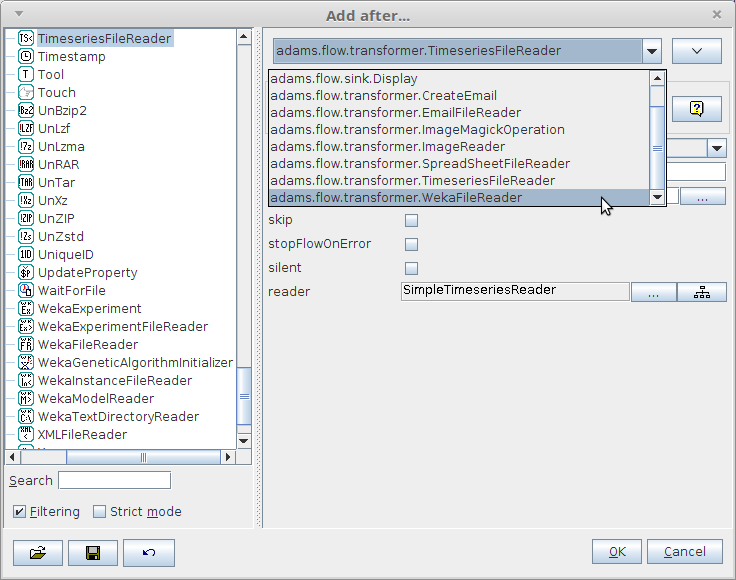 Add after...
TimeseriesFileReader
Timestamp
Tool
Touch
UnBzip2
UnLzf
UnLzma
UnRAR
UnTar
UnXz
UnZIP
UnZstd
UniqueID
UpdateProperty
WaitForFile
WekaExperiment
WekaExperimentFileReader
WekaFileReader
WekaGeneticAlgorithmInitializer
WekaInstanceFileReader
WekaModelReader
WekaTextDirectoryReader
XMLFileReader
Search
Filtering
Strict mode
adams.flow.transformer.TimeseriesFileReader
adams.flow.sink.Display
adams.flow.transformer.CreateEmail
adams.flow.transformer.EmailFileReader
adams.flow.transformer.ImageMagickOperation
adams.flow.transformer.ImageReader
adams.flow.transformer.SpreadSheetFileReader
adams.flow.transformer.TimeseriesFileReader
adams.flow.transformer.WekaFileReader
...
skip
stopFlowOnError
silent
reader
SimpleTimeseriesReader
...
OK
Cancel